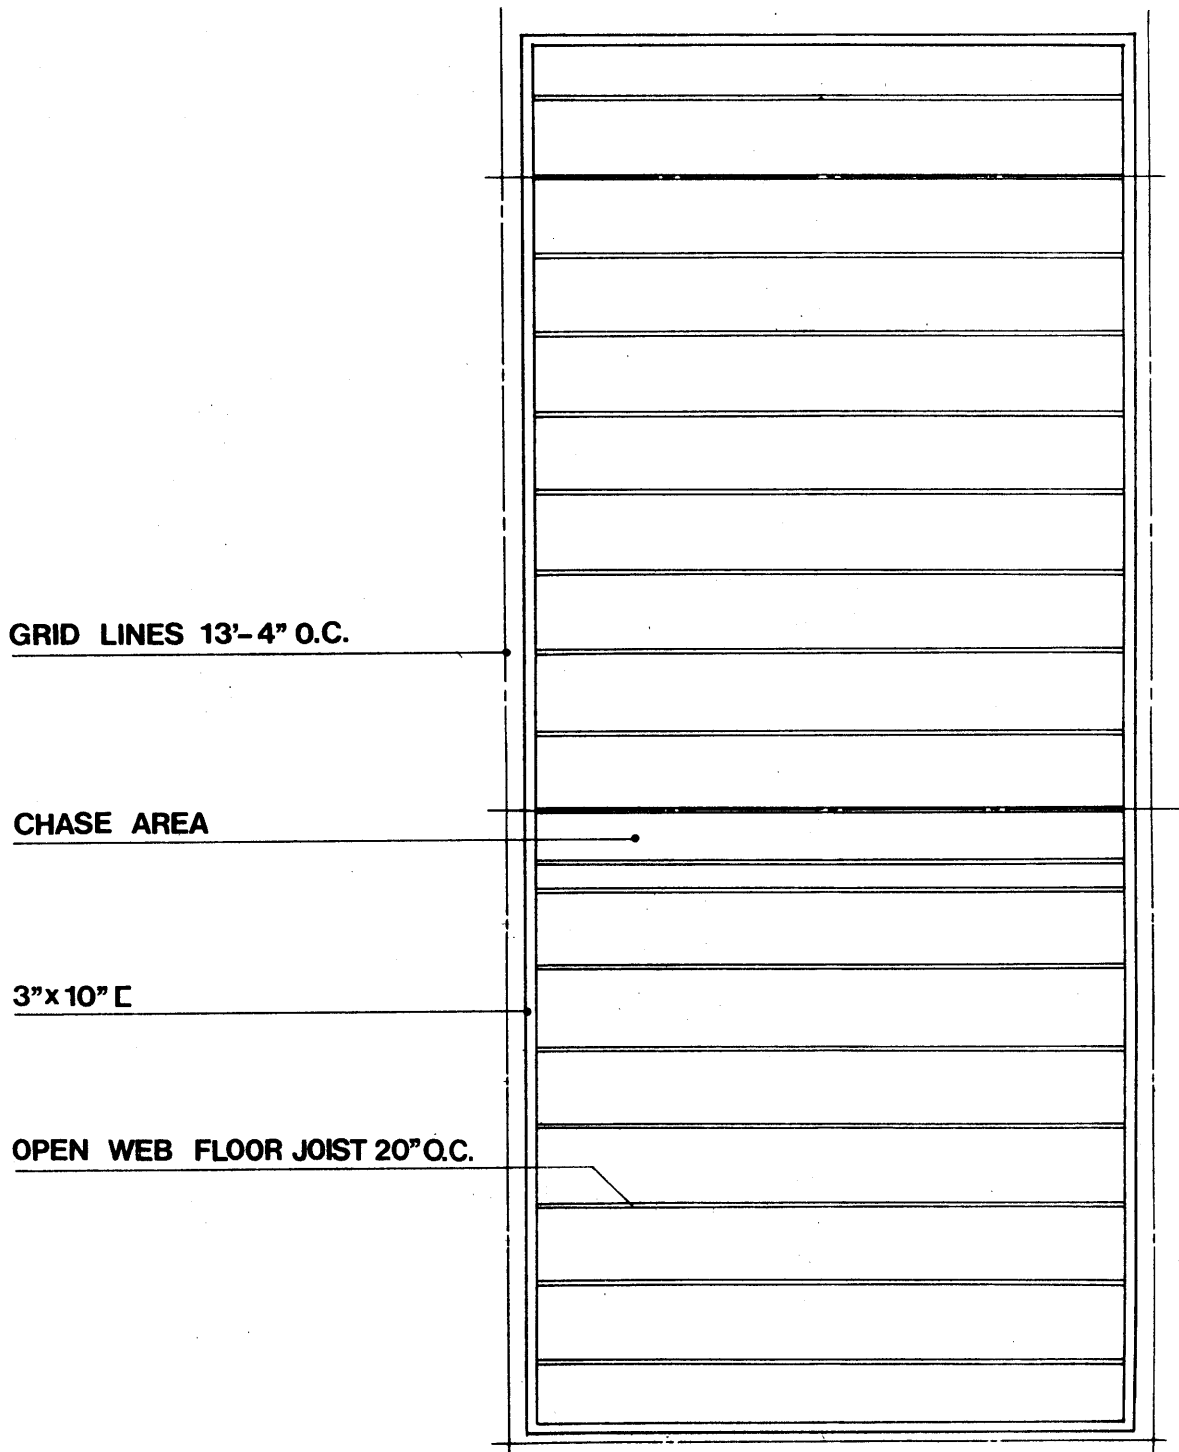 GRID LINES 13'-4" O.C.
CHASE AREA
3"x10" [
OPEN WEB FLOOR JOIST 20" O.C.